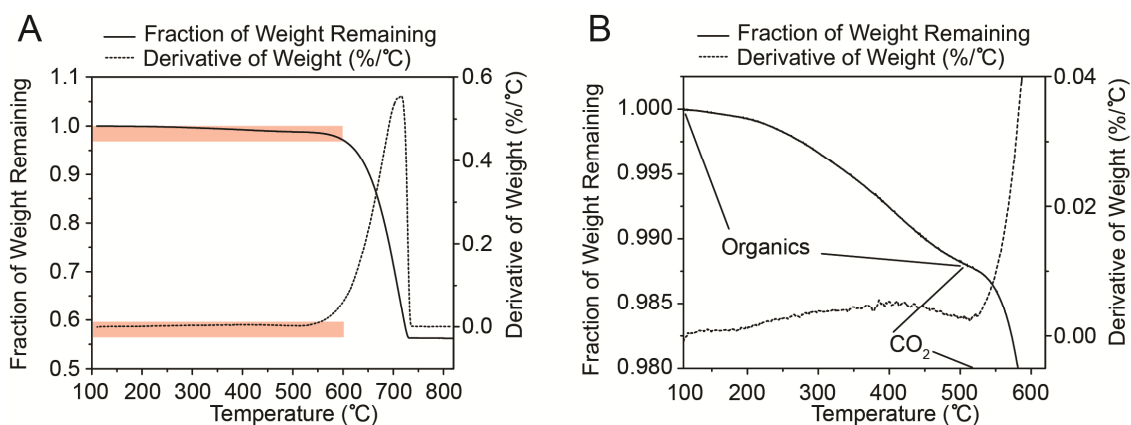 A
Fraction of Weight Remaining
Derivative of Weight (%/℃)
1.1
1.0
0.9
0.8
0.7
0.6
0.5
Fraction of Weight Remaining
0.6
0.4
0.2
0.0
Derivative of Weight (%/℃)
100 200 300 400 500 600 700 800
Temperature (℃)
B
Fraction of Weight Remaining
Derivative of Weight (%/℃)
1.000
0.995
0.990
0.985
0.980
Fraction of Weight Remaining
Organics
CO₂
0.04
0.02
0.00
Derivative of Weight (%/℃)
100 200 300 400 500 600
Temperature (℃)